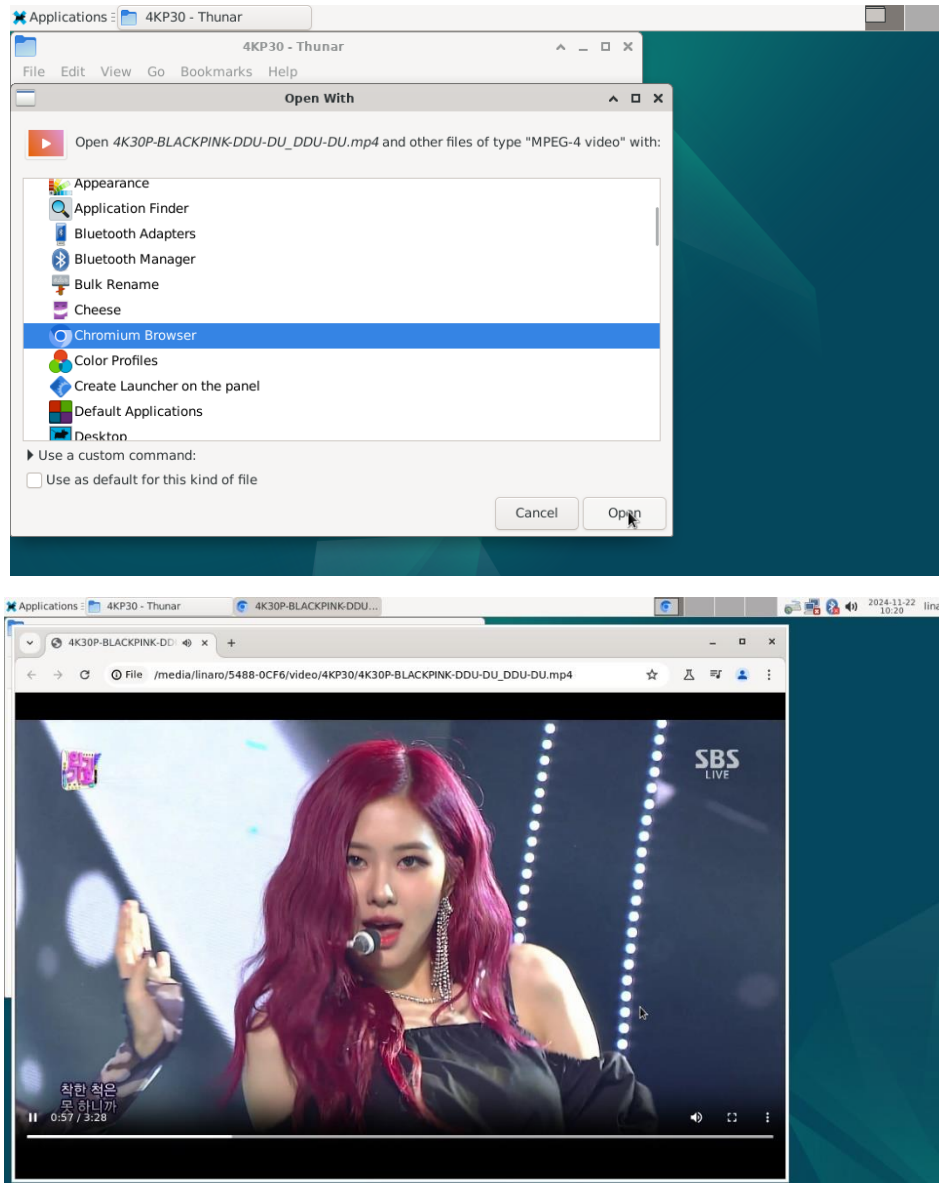 Applications
4KP30 - Thunar
4KP30 - Thunar
File Edit View Go Bookmarks Help
Open With
Open 4K30P-BLACKPINK-DDU-DU_DDU-DU.mp4 and other files of type "MPEG-4 video" with:
Appearance
Application Finder
Bluetooth Adapters
Bluetooth Manager
Bulk Rename
Cheese
Chromium Browser
Color Profiles
Create Launcher on the panel
Default Applications
Desktop
Use a custom command:
Use as default for this kind of file
Cancel Open
Applications
4KP30 - Thunar
4K30P-BLACKPINK-DDU...
2024-11-22
10:20
lina
4K30P-BLACKPINK-DD
File /media/linaro/5488-0CF6/video/4KP30/4K30P-BLACKPINK-DDU-DU_DDU-DU.mp4
SBS
LIVE
착한 척은
못 하니까
0:57 / 3:28